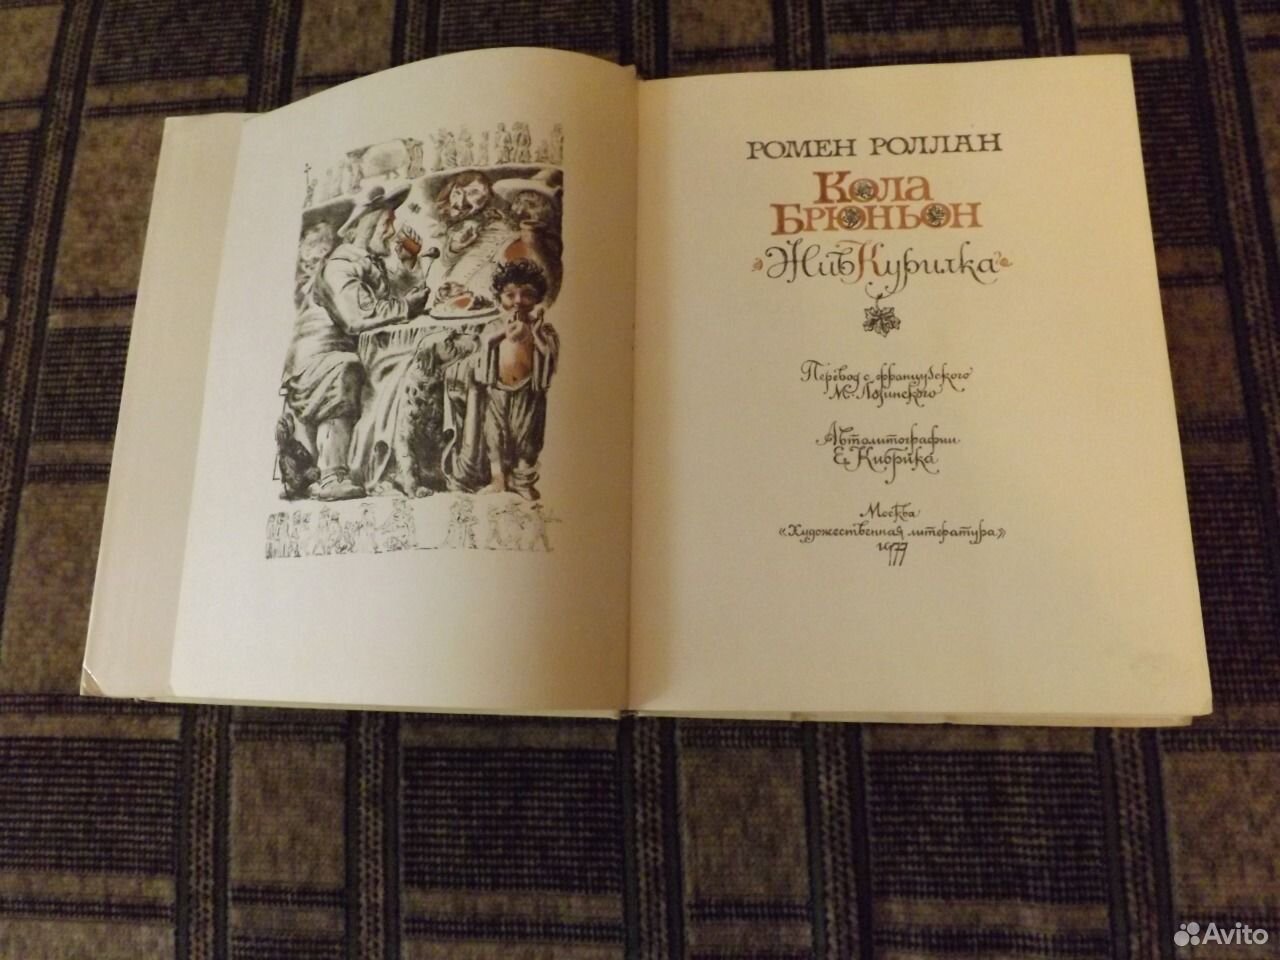 РОМЕН РОЛЛАН
КОЛА
БРЮНЬОН
Жив Курилка
Перевод с французского
М. Лозинского
Автолитографии
Е. Кибрика
Москва
«Художественная литература»
1977
Avito